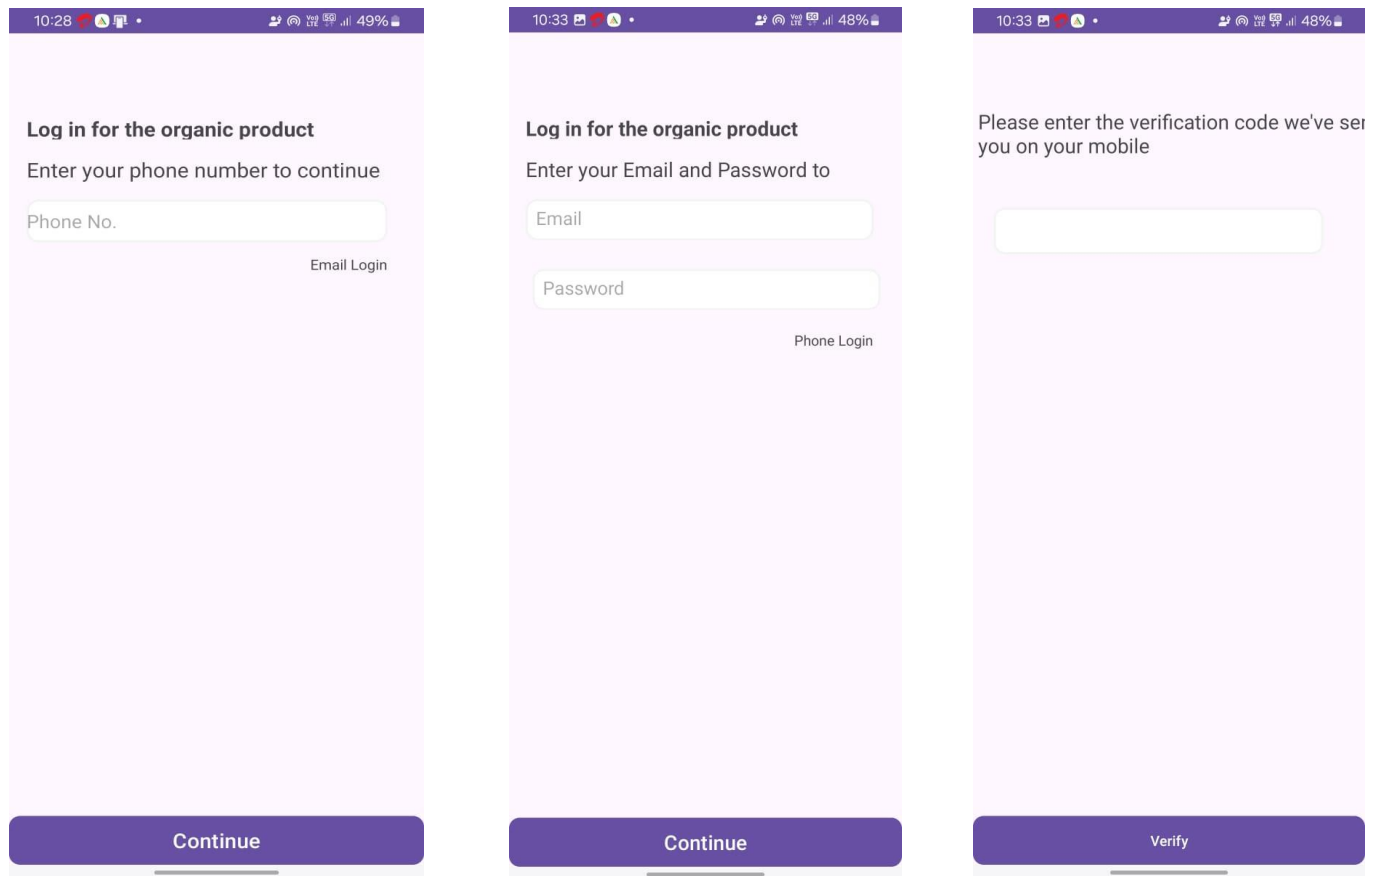 10:28
49%
Log in for the organic product
Enter your phone number to continue
Phone No.
Email Login
Continue
10:33
48%
Log in for the organic product
Enter your Email and Password to
Email
Password
Phone Login
Continue
10:33
48%
Please enter the verification code we've ser
you on your mobile
Verify